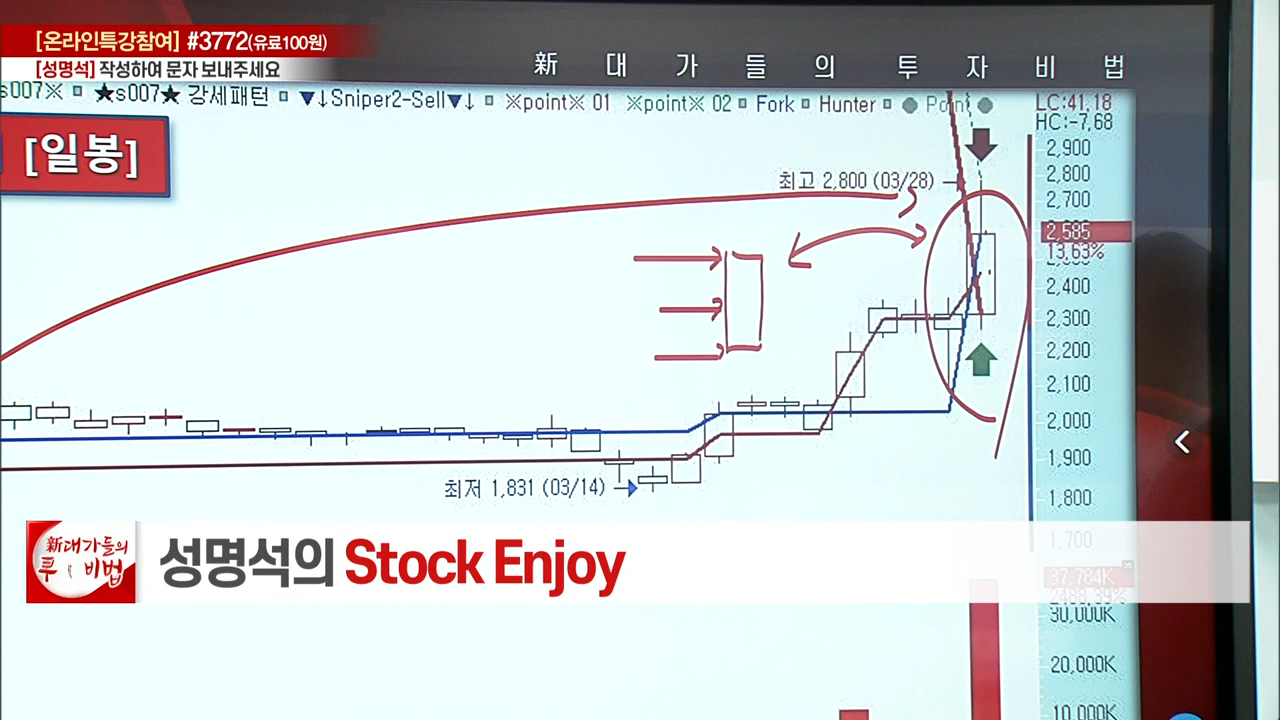 [온라인특강참여] #3772(유료100원)
[성명석] 작성하여 문자 보내주세요
新 대 가 들 의 투 자 비 법
s007※ ★s007★ 강세패턴 ▼↓Sniper2-Sell▼↓ ※point※ 01 ※point※ 02 Fork Hunter Point
LC:41,18
HC:-7,68
[일봉]
2,900
최고 2,800 (03/28)
2,800
2,700
2,585
13,63%
2,400
2,300
2,200
2,100
2,000
1,900
최저 1,831 (03/14)
1,800
1,700
新대가들의
투 비법
성명석의 Stock Enjoy
37,784K
2488,39%
30,000K
20,000K
10,000K